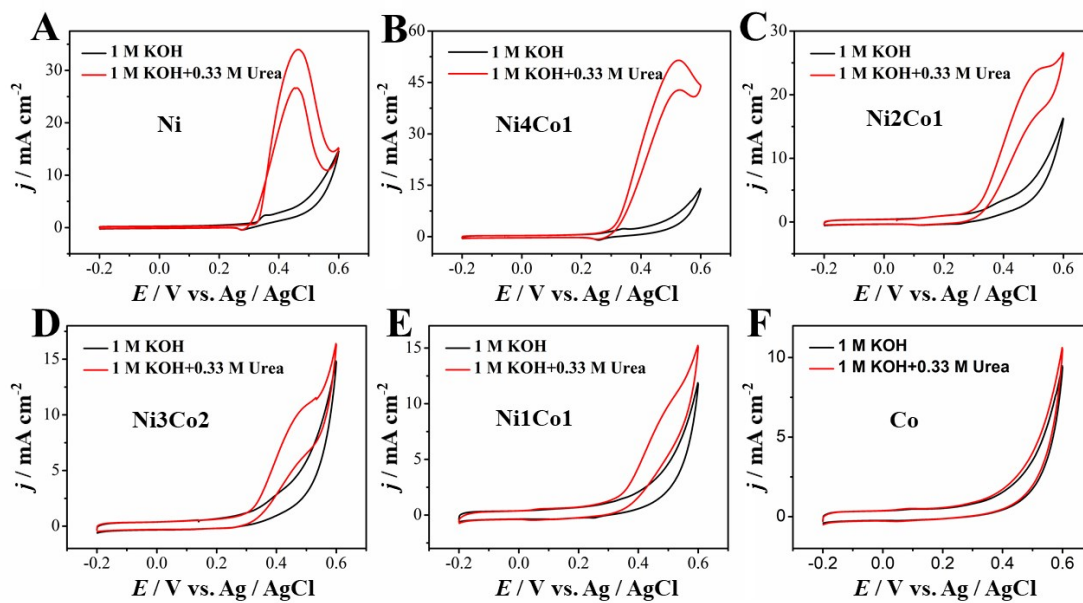 A
1 M KOH
1 M KOH+0.33 M Urea
Ni
j / mA cm-2
30
20
10
0
-0.2 0.0 0.2 0.4 0.6
E / V vs. Ag / AgCl
B
1 M KOH
1 M KOH+0.33 M Urea
Ni4Co1
j / mA cm-2
60
45
30
15
0
-0.2 0.0 0.2 0.4 0.6
E / V vs. Ag / AgCl
C
1 M KOH
1 M KOH+0.33 M Urea
Ni2Co1
j / mA cm-2
30
20
10
0
-0.2 0.0 0.2 0.4 0.6
E / V vs. Ag / AgCl
D
1 M KOH
1 M KOH+0.33 M Urea
Ni3Co2
j / mA cm-2
15
10
5
0
-0.2 0.0 0.2 0.4 0.6
E / V vs. Ag / AgCl
E
1 M KOH
1 M KOH+0.33 M Urea
Ni1Co1
j / mA cm-2
15
10
5
0
-0.2 0.0 0.2 0.4 0.6
E / V vs. Ag / AgCl
F
1 M KOH
1 M KOH+0.33 M Urea
Co
j / mA cm-2
10
5
0
-0.2 0.0 0.2 0.4 0.6
E / V vs. Ag / AgCl